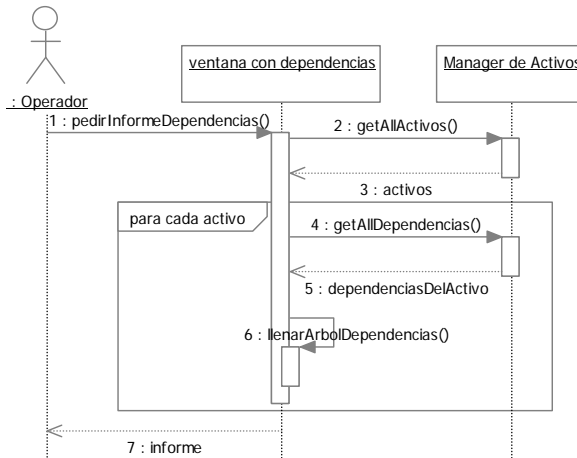 ventana con dependencias
Manager de Activos
: Operador
1 : pedirInformeDependencias()
2 : getAllActivos()
3 : activos
para cada activo
4 : getAllDependencias()
5 : dependenciasDelActivo
6 : llenarArbolDependencias()
7 : informe